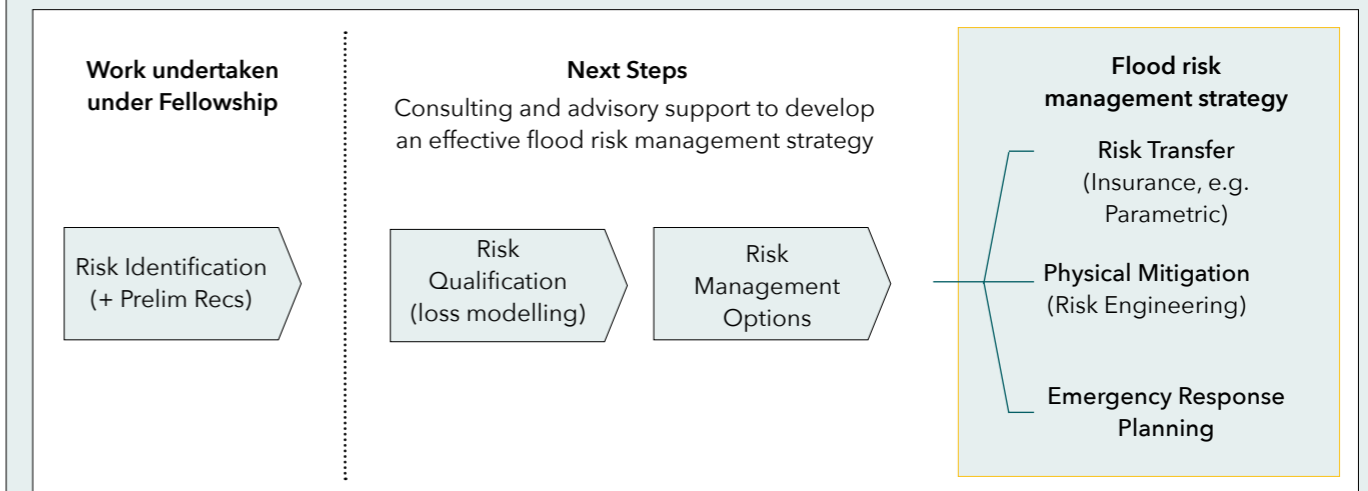 Work undertaken
under Fellowship
Risk Identification
(+ Prelim Recs)
Next Steps
Consulting and advisory support to develop
an effective flood risk management strategy
Risk
Qualification
(loss modelling)
Risk
Management
Options
Flood risk
management strategy
Risk Transfer
(Insurance, e.g.
Parametric)
Physical Mitigation
(Risk Engineering)
Emergency Response
Planning